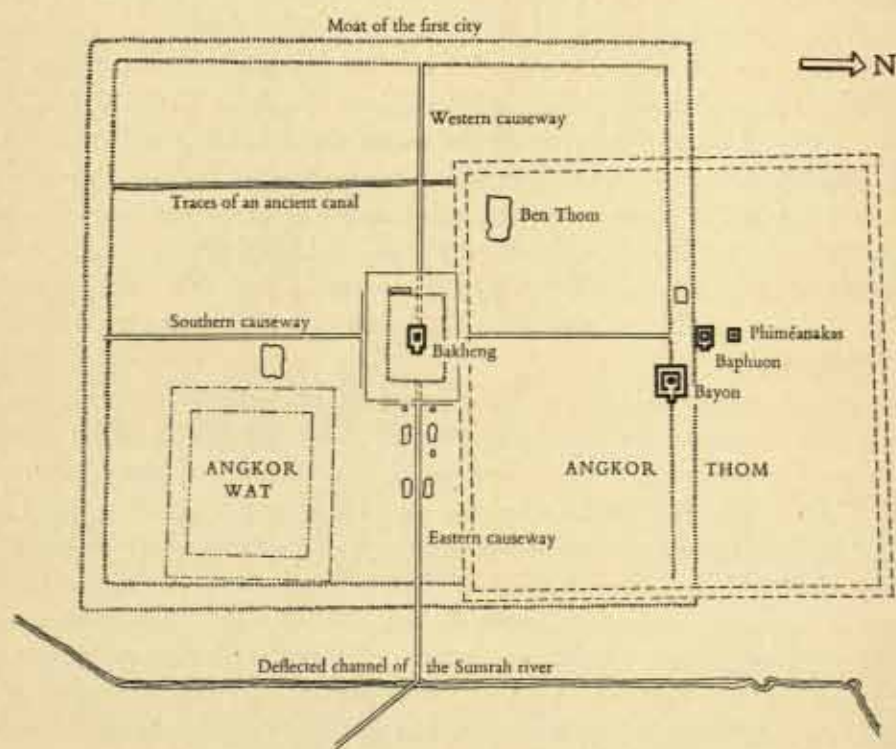 Moat of the first city
N
Western causeway
Traces of an ancient canal
Ben Thom
Southern causeway
Bakheng
Phiméanakas
Baphuon
Bayon
ANGKOR
WAT
ANGKOR THOM
Eastern causeway
Deflected channel of the Sumrah river